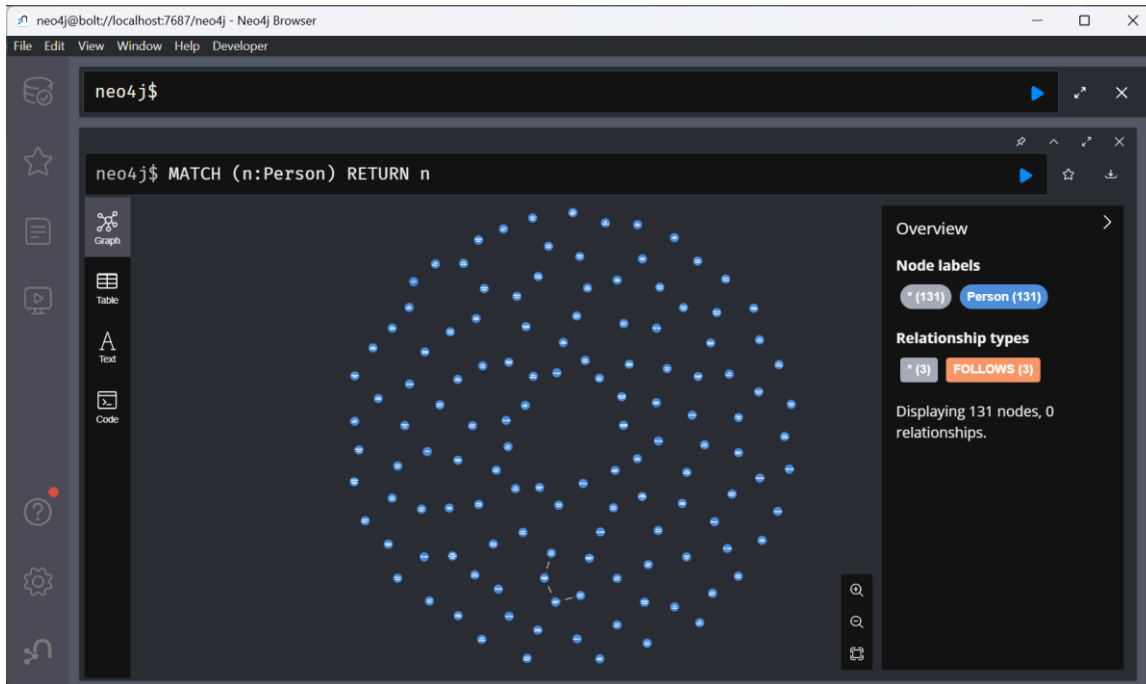 neo4j@bolt://localhost:7687/neo4j - Neo4j Browser
File Edit View Window Help Developer
neo4j$
neo4j$ MATCH (n:Person) RETURN n
Graph
Table
Text
Code
Overview
Node labels
* (131) Person (131)
Relationship types
* (3) FOLLOWS (3)
Displaying 131 nodes, 0
relationships.